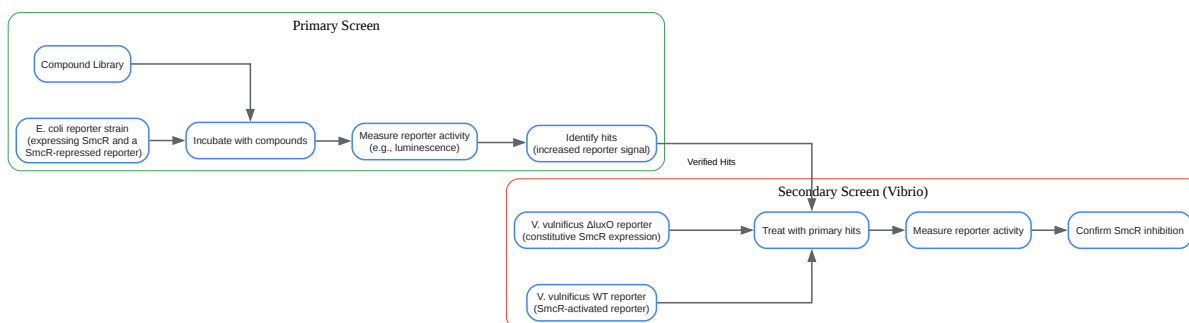 Primary Screen
Compound Library
E. coli reporter strain
(expressing SmcR and a
SmcR-repressed reporter)
Incubate with compounds
Measure reporter activity
(e.g., luminescence)
Identify hits
(increased reporter signal)
Verified Hits
Secondary Screen (Vibrio)
V. vulnificus ΔluxO reporter
(constitutive SmcR expression)
Treat with primary hits
Measure reporter activity
Confirm SmcR inhibition
V. vulnificus WT reporter
(SmcR-activated reporter)